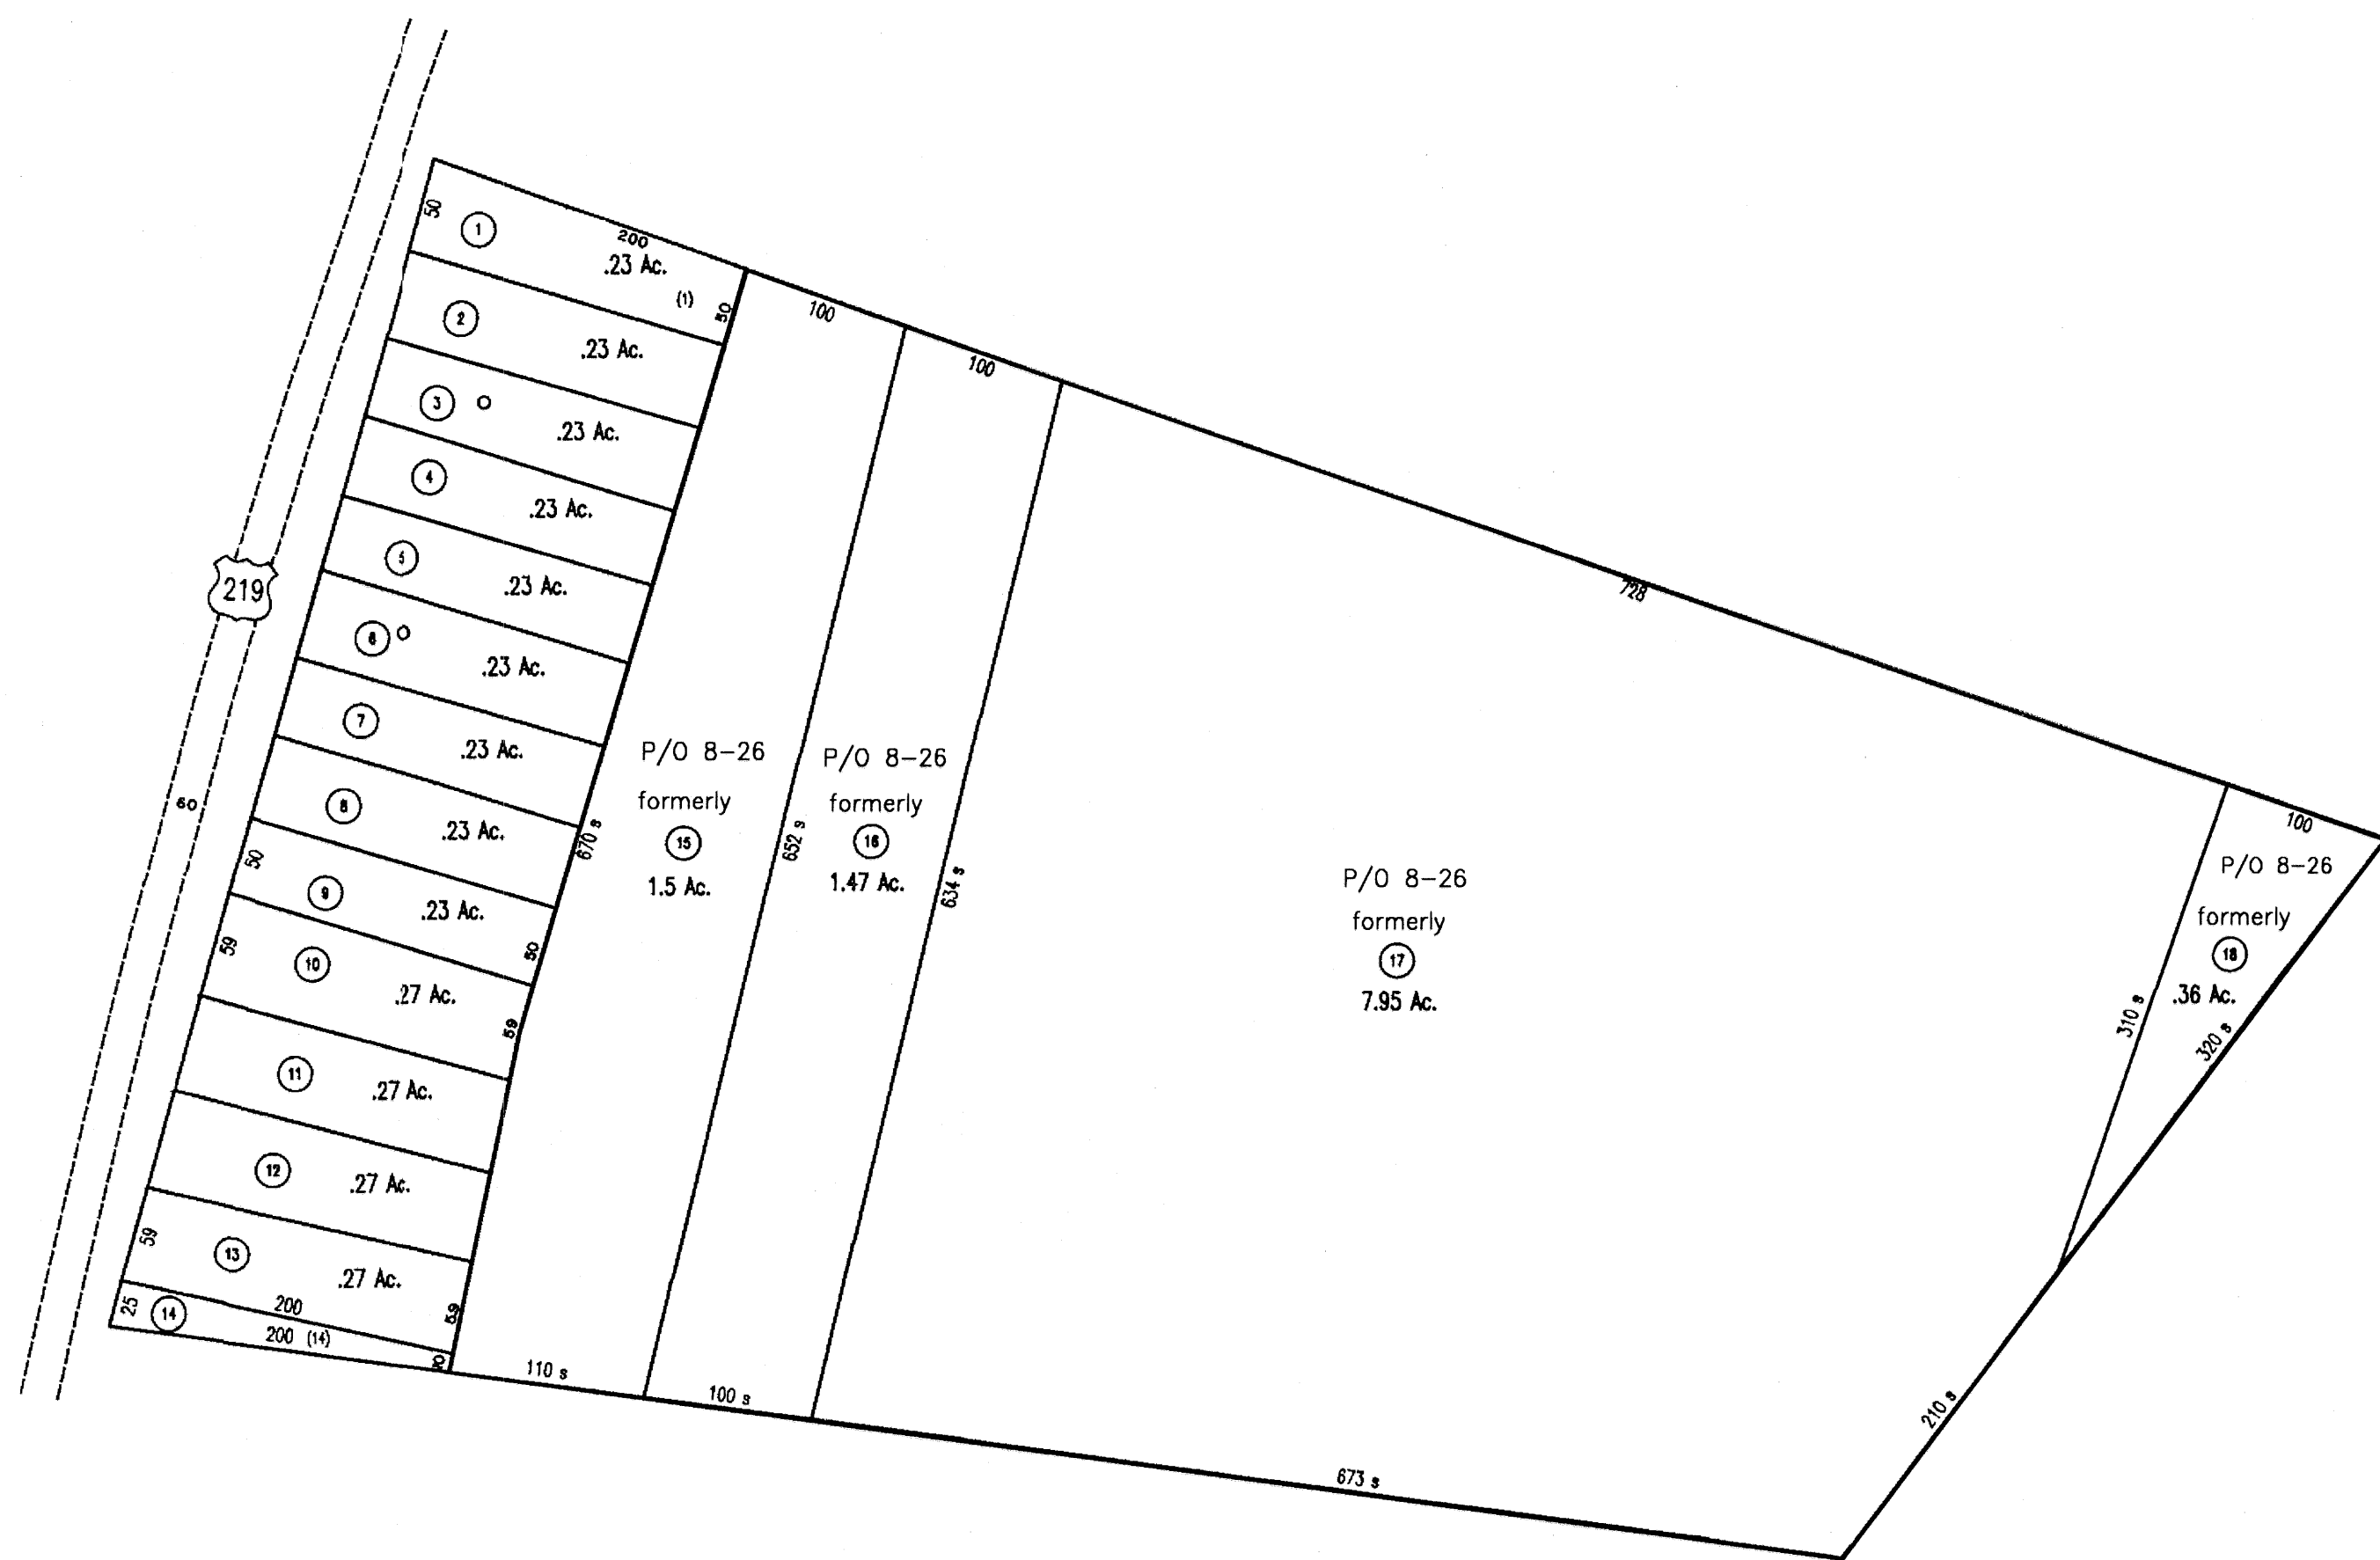 50
1
200
.23 Ac.
(1)
50
2
.23 Ac.
3
.23 Ac.
4
.23 Ac.
5
.23 Ac.
6
.23 Ac.
7
.23 Ac.
8
.23 Ac.
50
9
.23 Ac.
50
59
10
.27 Ac.
59
11
.27 Ac.
12
.27 Ac.
59
13
.27 Ac.
59
200
25
14
200 (14)
10
219
60
100
670 s
P/O 8-26
formerly
15
1.5 Ac.
110 s
652 s
100
P/O 8-26
formerly
16
1.47 Ac.
100 s
634 s
728
P/O 8-26
formerly
17
7.95 Ac.
673 s
210 s
310 s
100
P/O 8-26
formerly
18
.36 Ac.
320 s